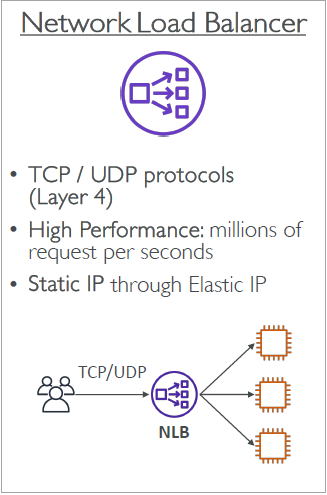 Network Load Balancer
• TCP / UDP protocols
(Layer 4)
• High Performance: millions of
request per seconds
• Static IP through Elastic IP
TCP/UDP
NLB